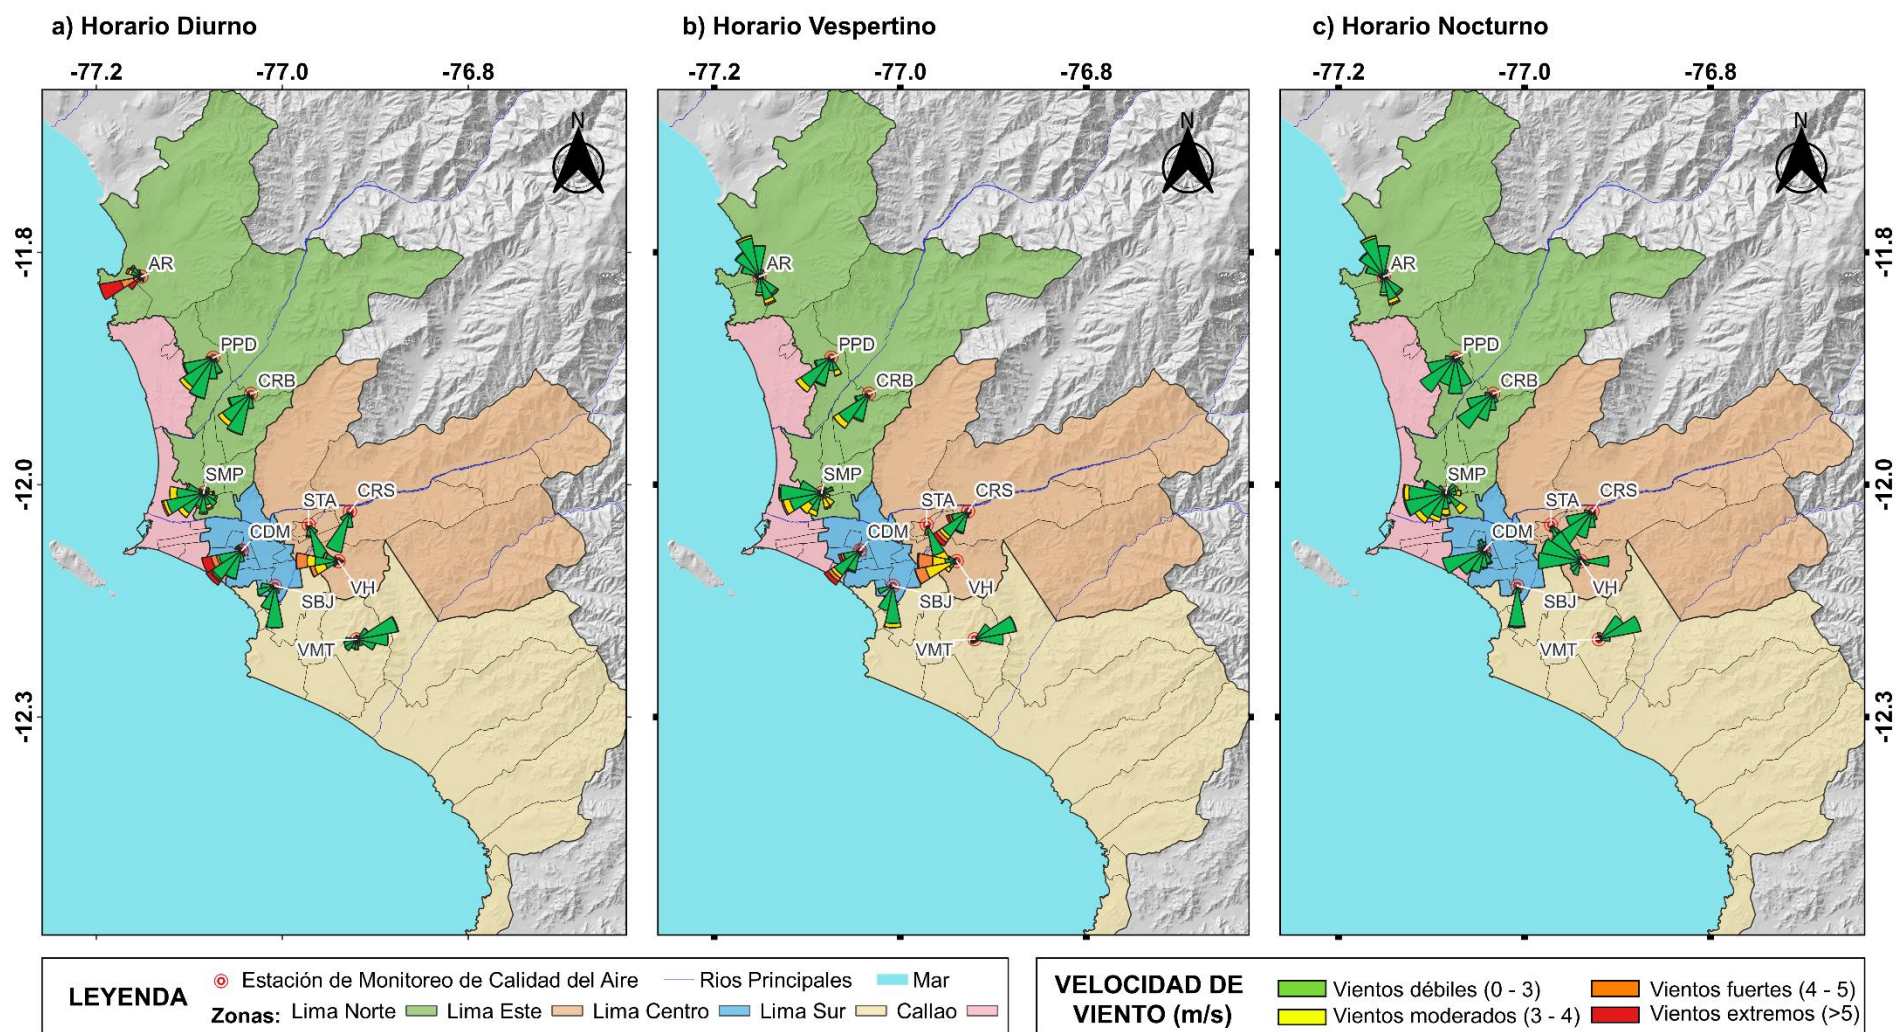 a) Horario Diurno
b) Horario Vespertino
c) Horario Nocturno
-77.2 -77.0 -76.8
-77.2 -77.0 -76.8
-77.2 -77.0 -76.8
-11.8
-12.0
-12.3
N
AR
PPD
CRB
SMP
STA
CRS
CDM
VH
SBJ
VMT
N
AR
PPD
CRB
SMP
STA
CRS
CDM
VH
SBJ
VMT
N
AR
PPD
CRB
SMP
STA
CRS
CDM
VH
SBJ
VMT
-11.8
-12.0
-12.3
LEYENDA
Estación de Monitoreo de Calidad del Aire Rios Principales Mar
Zonas: Lima Norte Lima Este Lima Centro Lima Sur Callao
VELOCIDAD DE
VIENTO (m/s)
Vientos débiles (0 - 3) Vientos fuertes (4 - 5)
Vientos moderados (3 - 4) Vientos extremos (>5)